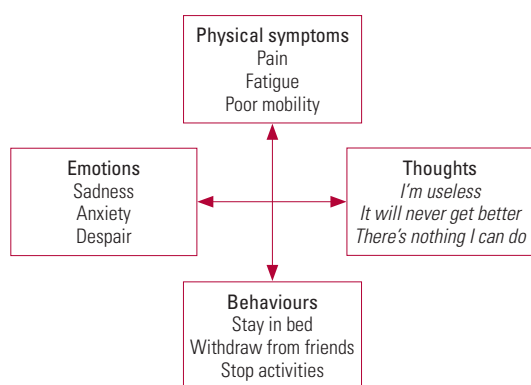 Physical symptoms
Pain
Fatigue
Poor mobility
Emotions
Sadness
Anxiety
Despair
Thoughts
I'm useless
It will never get better
There's nothing I can do
Behaviours
Stay in bed
Withdraw from friends
Stop activities